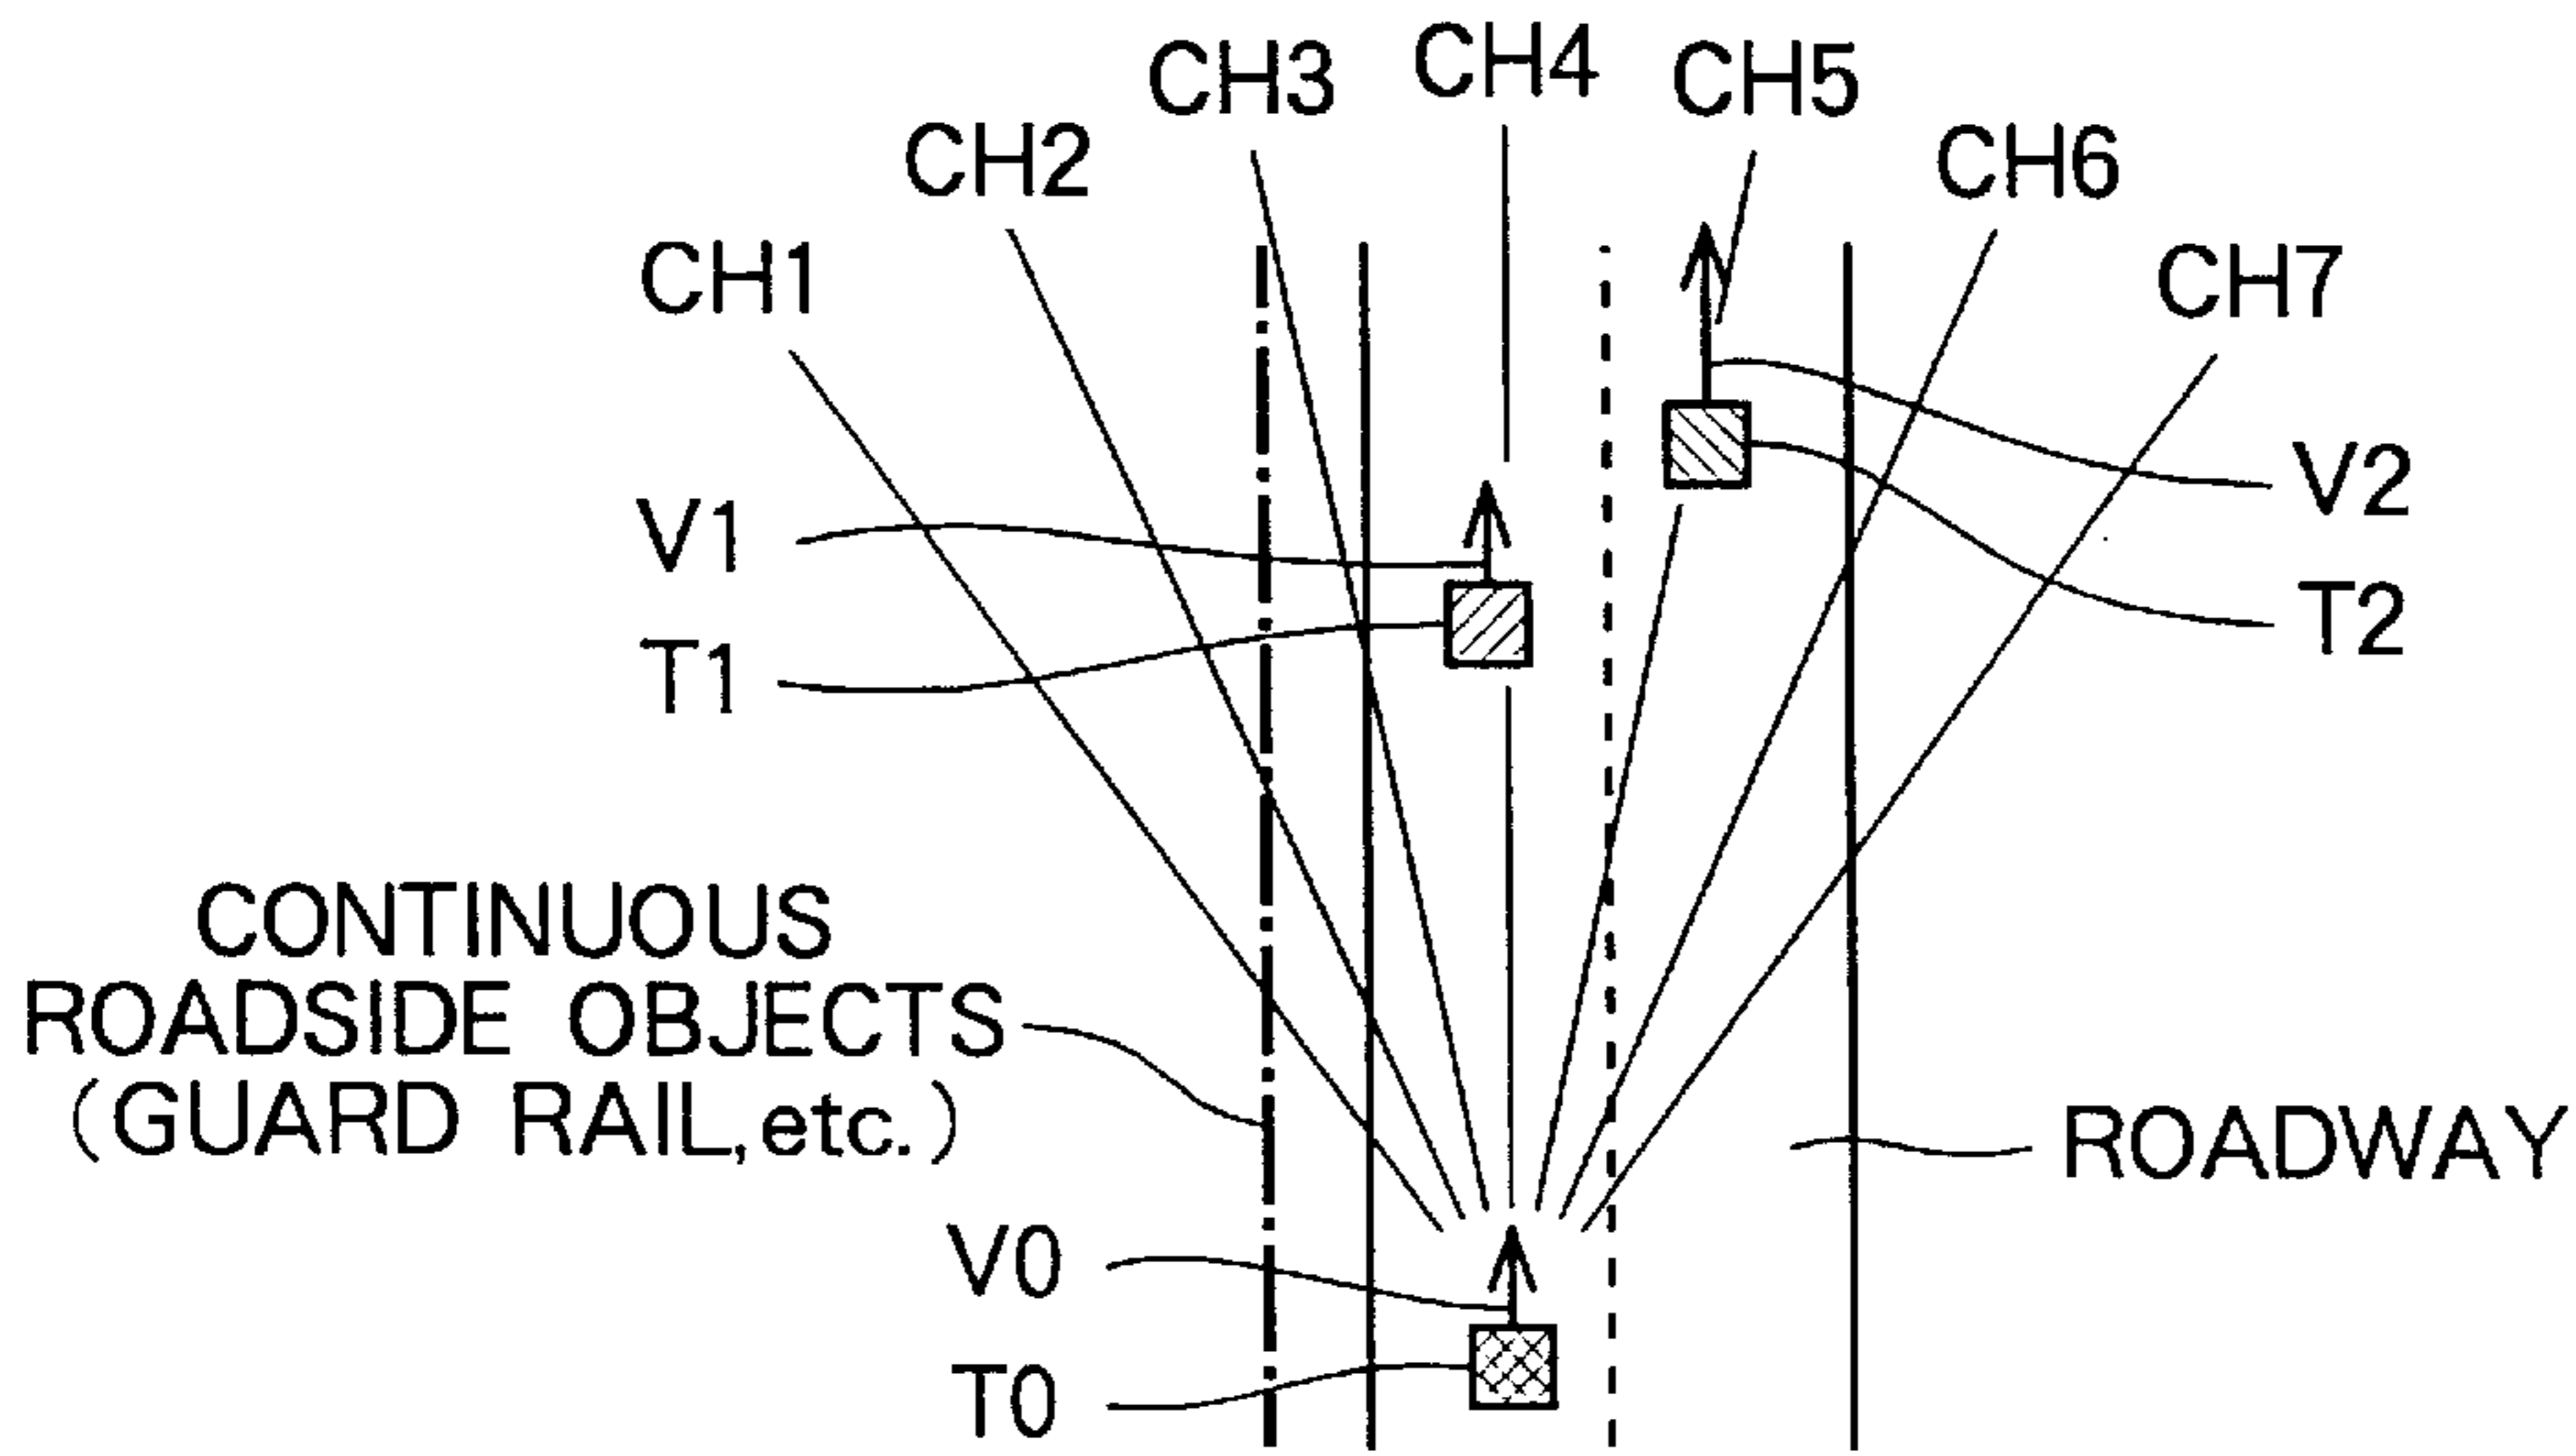 CH1
CH2
CH3
CH4
CH5
CH6
CH7
V1
T1
V2
T2
CONTINUOUS
ROADSIDE OBJECTS
(GUARD RAIL, etc.)
ROADWAY
V0
T0